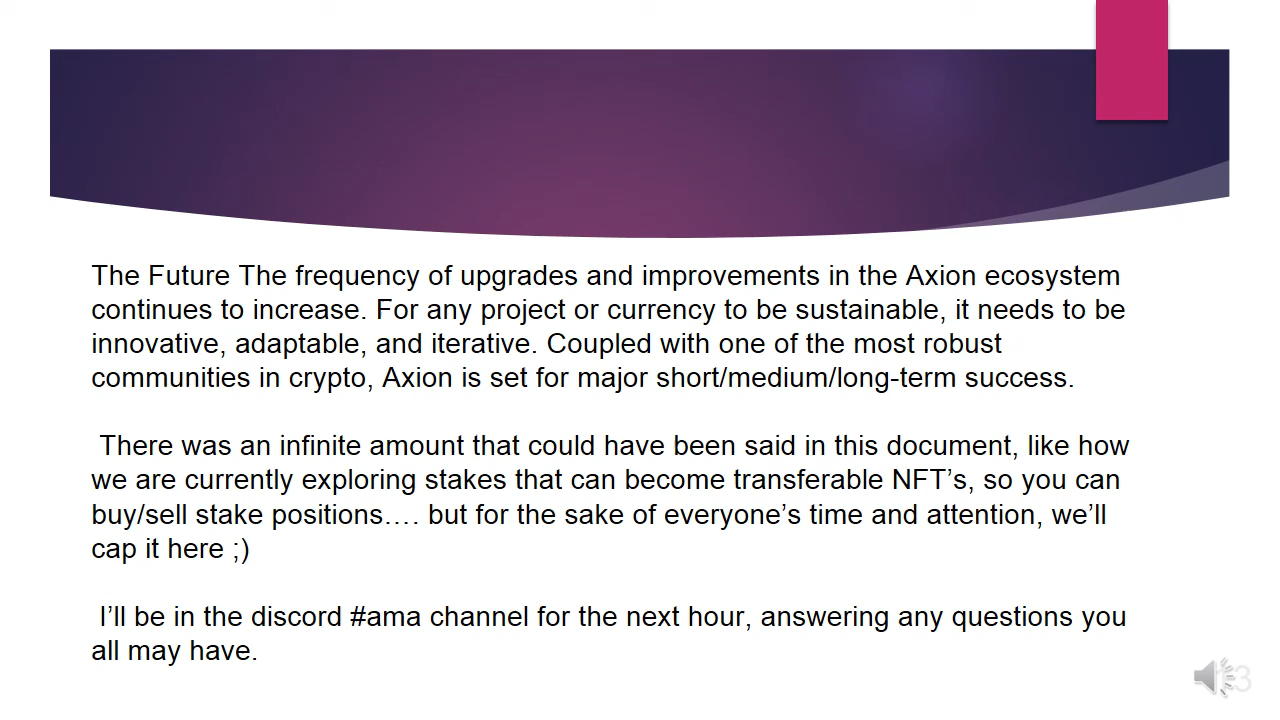 The Future The frequency of upgrades and improvements in the Axion ecosystem
continues to increase. For any project or currency to be sustainable, it needs to be
innovative, adaptable, and iterative. Coupled with one of the most robust
communities in crypto, Axion is set for major short/medium/long-term success.
There was an infinite amount that could have been said in this document, like how
we are currently exploring stakes that can become transferable NFT’s, so you can
buy/sell stake positions…. but for the sake of everyone’s time and attention, we’ll
cap it here ;)
I’ll be in the discord #ama channel for the next hour, answering any questions you
all may have.